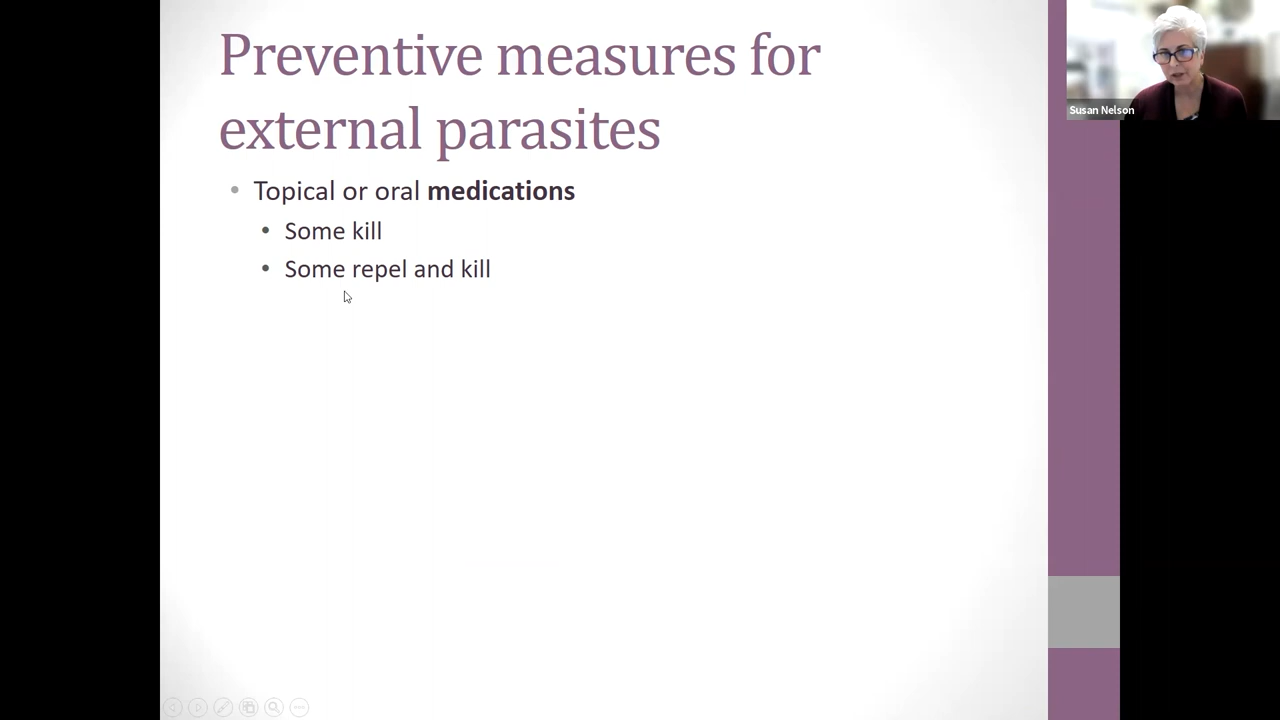 Preventive measures for
external parasites
• Topical or oral medications
• Some kill
• Some repel and kill
Susan Nelson